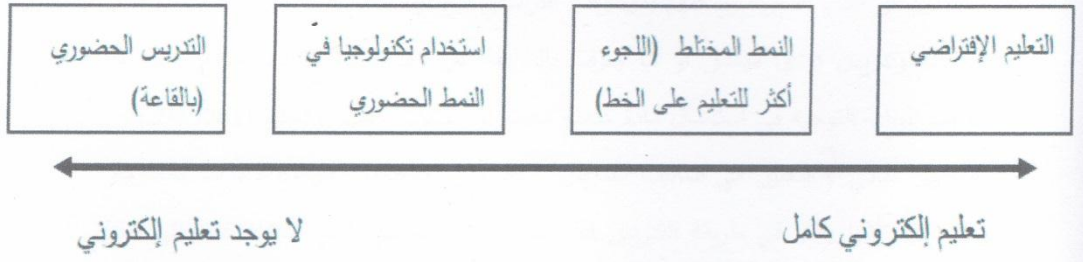 التعليم الإفتراضي
النمط المختلط (اللجوء
أكثر للتعليم على الخط)
استخدام تكنولوجيا في
النمط الحضوري
التدريس الحضوري
(بالقاعة)
تعليم إلكتروني كامل
لا يوجد تعليم إلكتروني